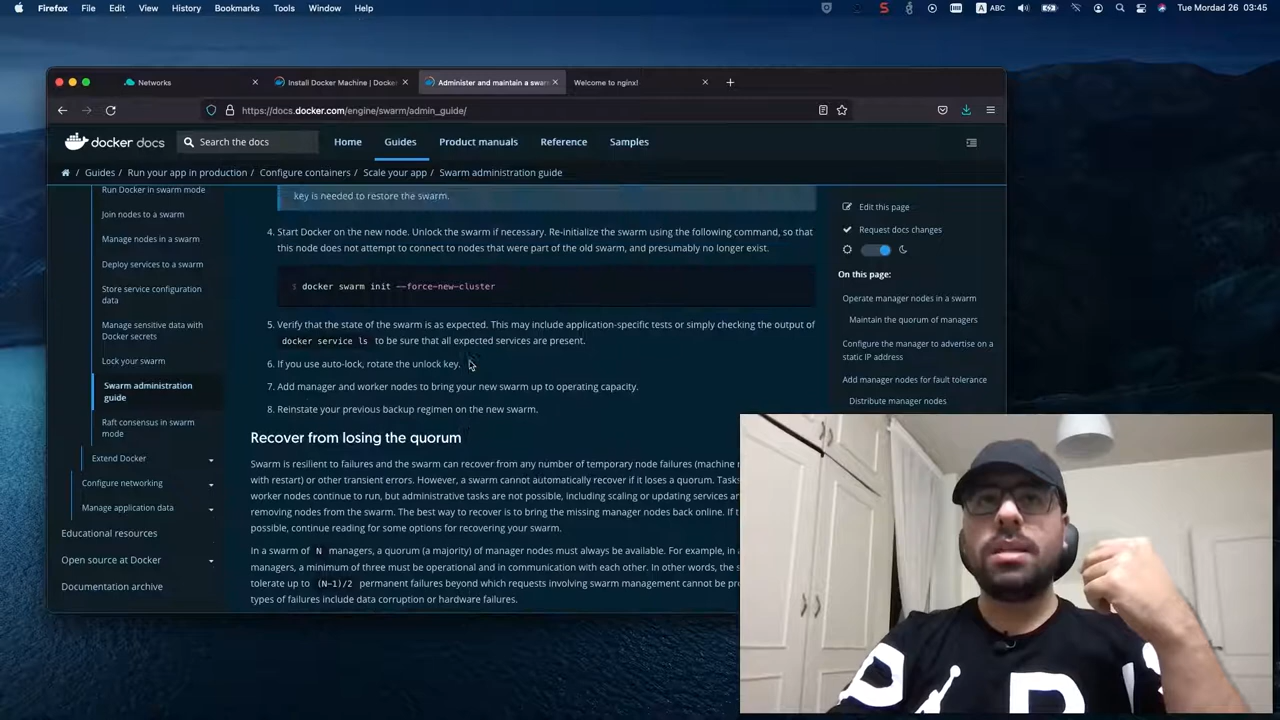 Firefox File Edit View History Bookmarks Tools Window Help
ABC
Tue Mordad 26 03:45
Networks
Install Docker Machine | Docker
Administer and maintain a swar
Welcome to nginx!
https://docs.docker.com/engine/swarm/admin_guide/
docker docs
Search the docs
Home Guides Product manuals Reference Samples
/ Guides / Run your app in production / Configure containers / Scale your app / Swarm administration guide
Run Docker in swarm mode
Join nodes to a swarm
Manage nodes in a swarm
Deploy services to a swarm
Store service configuration
data
Manage sensitive data with
Docker secrets
Lock your swarm
Swarm administration
guide
Raft consensus in swarm
mode
Extend Docker
Configure networking
Manage application data
Educational resources
Open source at Docker
Documentation archive
key is needed to restore the swarm.
4. Start Docker on the new node. Unlock the swarm if necessary. Re-initialize the swarm using the following command, so that
this node does not attempt to connect to nodes that were part of the old swarm, and presumably no longer exist.
$ docker swarm init --force-new-cluster
5. Verify that the state of the swarm is as expected. This may include application-specific tests or simply checking the output of
docker service ls to be sure that all expected services are present.
6. If you use auto-lock, rotate the unlock key.
7. Add manager and worker nodes to bring your new swarm up to operating capacity.
8. Reinstate your previous backup regimen on the new swarm.
Recover from losing the quorum
Swarm is resilient to failures and the swarm can recover from any number of temporary node failures (machine r
with restart) or other transient errors. However, a swarm cannot automatically recover if it loses a quorum. Tasks
worker nodes continue to run, but administrative tasks are not possible, including scaling or updating services a
removing nodes from the swarm. The best way to recover is to bring the missing manager nodes back online. If t
possible, continue reading for some options for recovering your swarm.
In a swarm of N managers, a quorum (a majority) of manager nodes must always be available. For example, in a
managers, a minimum of three must be operational and in communication with each other. In other words, the s
tolerate up to (N-1)/2 permanent failures beyond which requests involving swarm management cannot be pr
types of failures include data corruption or hardware failures.
Edit this page
Request docs changes
On this page:
Operate manager nodes in a swarm
Maintain the quorum of managers
Configure the manager to advertise on a
static IP address
Add manager nodes for fault tolerance
Distribute manager nodes